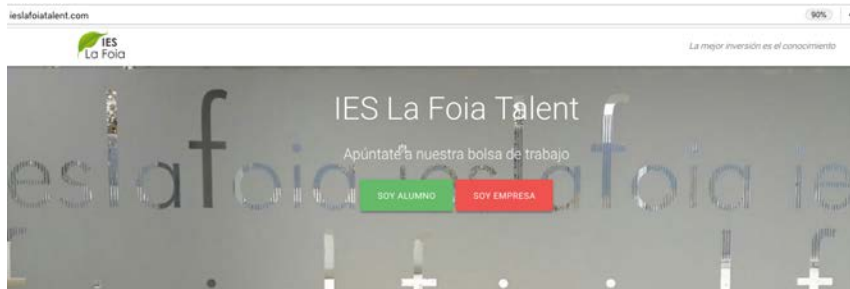 ieslafoiatalent.com
90%
IES
La Foia
La mejor inversión es el conocimiento
IES La Foia Talent
Apúntate a nuestra bolsa de trabajo
SOY ALUMNO
SOY EMPRESA
eslafoia ieslafoia ie